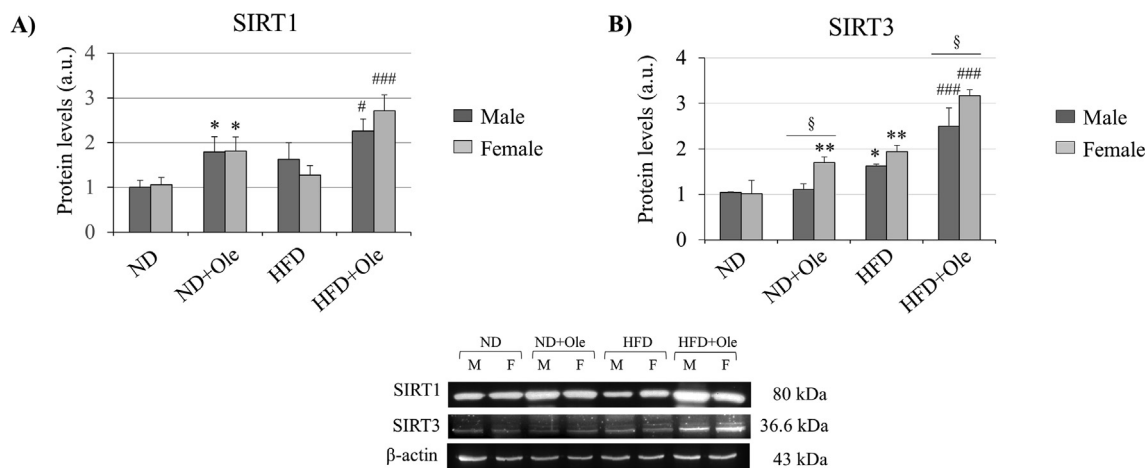 A)
SIRT1
Protein levels (a.u.)
4
3
2
1
0
* *
#
###
ND
ND+Ole
HFD
HFD+Ole
Male
Female
B)
SIRT3
Protein levels (a.u.)
4
3
2
1
0
§
**
*
**
§
###
###
ND
ND+Ole
HFD
HFD+Ole
Male
Female
ND ND+Ole HFD HFD+Ole
M F M F M F M F
SIRT1 80 kDa
SIRT3 36.6 kDa
β-actin 43 kDa